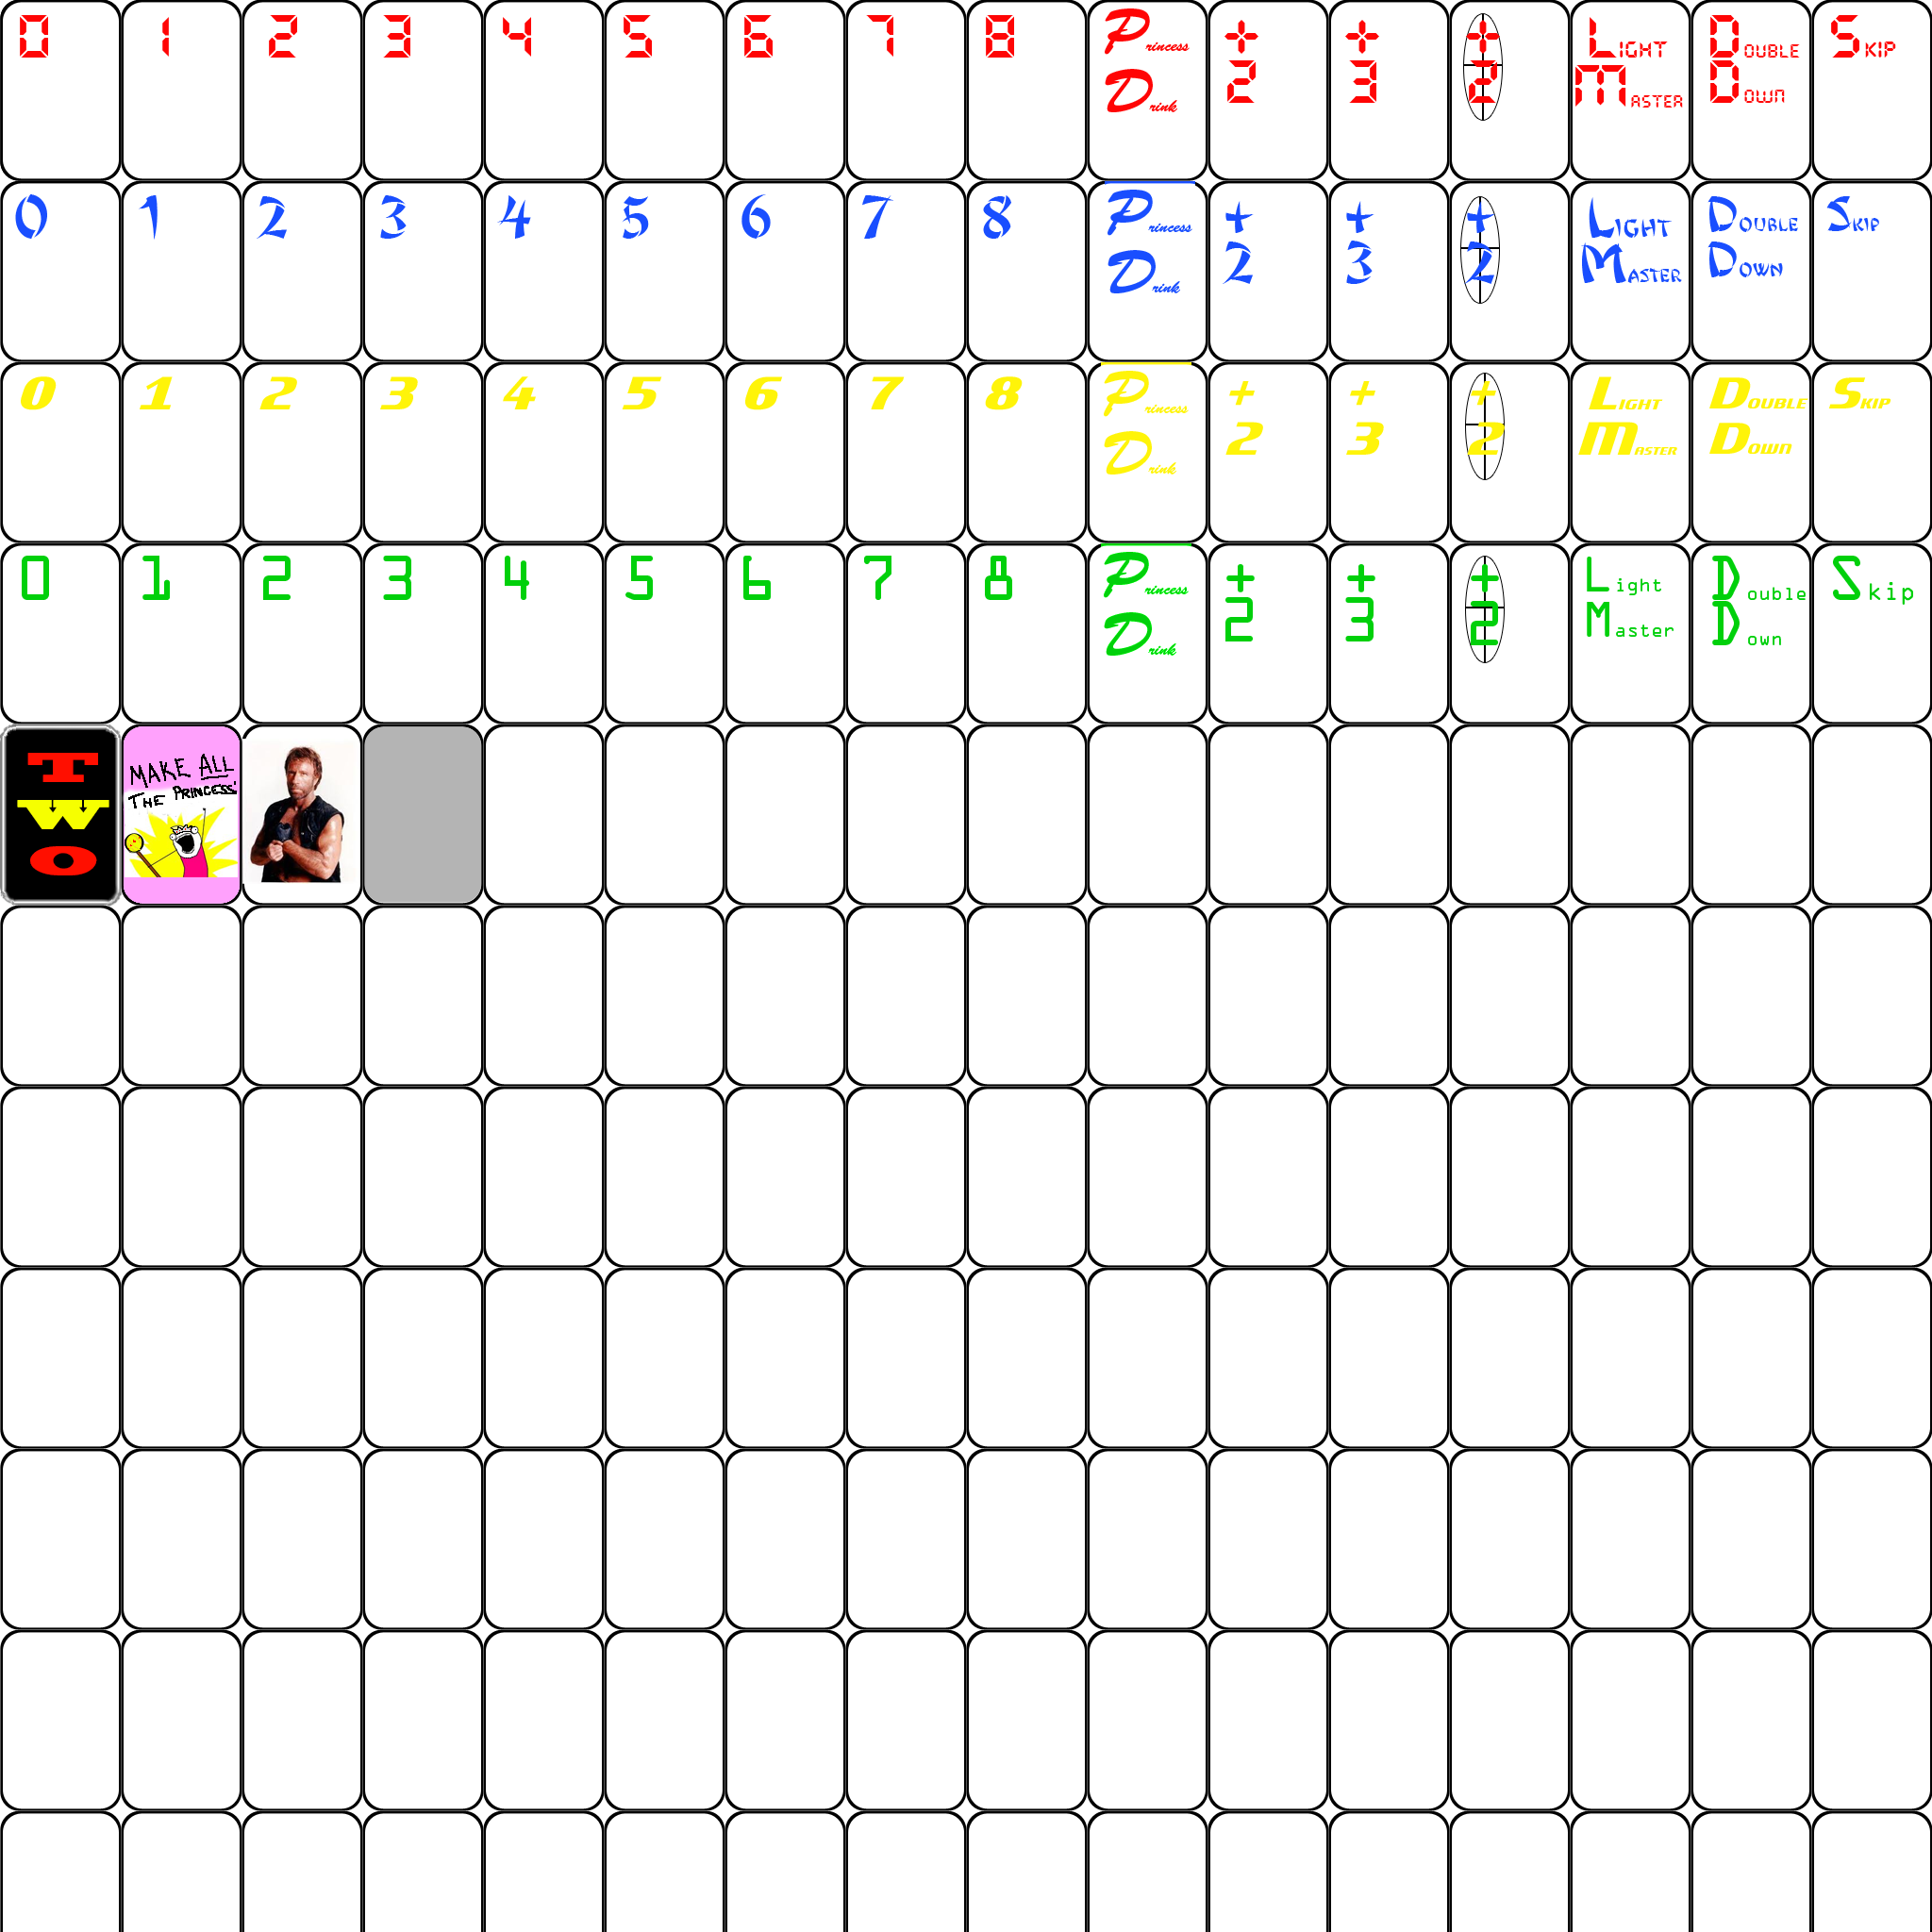 0 1 2 3 4 5 6 7 8 Princess + + + LIGHT DOUBLE SKIP
Drink 2 3 2 MASTER DOWN
0 1 2 3 4 5 6 7 8 Princess + + + LIGHT DOUBLE SKIP
Drink 2 3 2 MASTER DOWN
0 1 2 3 4 5 6 7 8 Princess + + + LIGHT DOUBLE SKIP
Drink 2 3 2 MASTER DOWN
0 1 2 3 4 5 6 7 8 Princess + + + Light Double Skip
Drink 2 3 2 Master Down
T
W
O
MAKE ALL
THE PRINCESS'